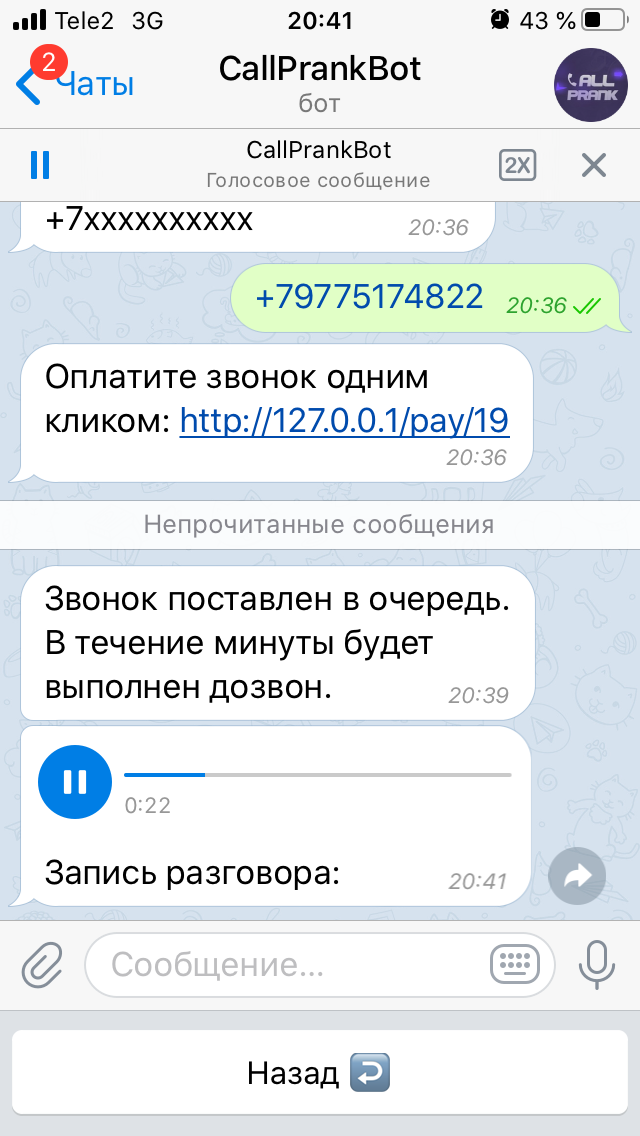 Tele2 3G 20:41 43 %
2
Чаты
CallPrankBot
бот
ALL
PRANK
CallPrankBot
Голосовое сообщение
2X
+7xxxxxxxxxx
20:36
+79775174822
20:36
Оплатите звонок одним
кликом: http://127.0.0.1/pay/19
20:36
Непрочитанные сообщения
Звонок поставлен в очередь.
В течение минуты будет
выполнен дозвон.
20:39
0:22
Запись разговора:
20:41
Сообщение...
Назад